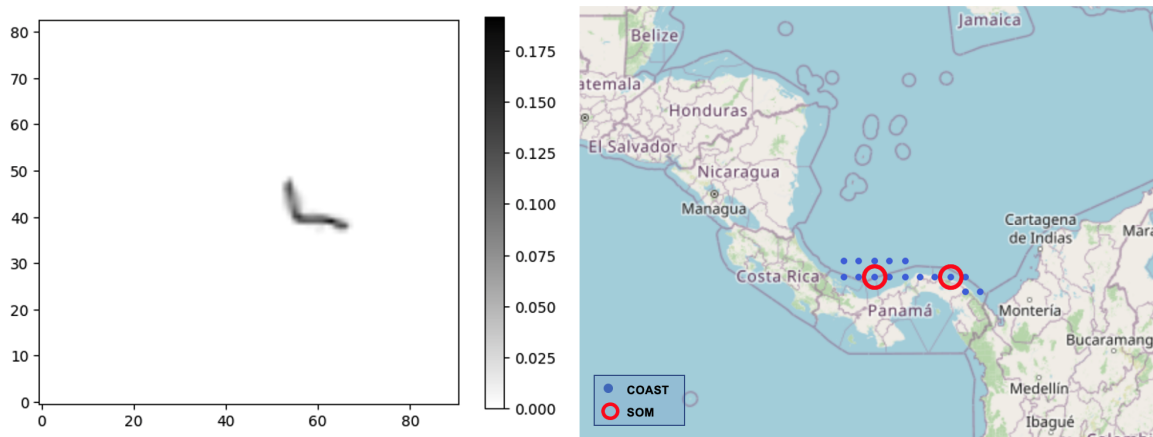 80
70
60
50
40
30
20
10
0
0 20 40 60 80
0.175
0.150
0.125
0.100
0.075
0.050
0.025
0.000
Jamaica
Belize
atemala
Honduras
El Salvador
Nicaragua
Managua
Cartagena
de Indias
Mara
Costa Rica
Panamá
Montería
Bucaramang
Medellín
Ibagué
COAST
SOM